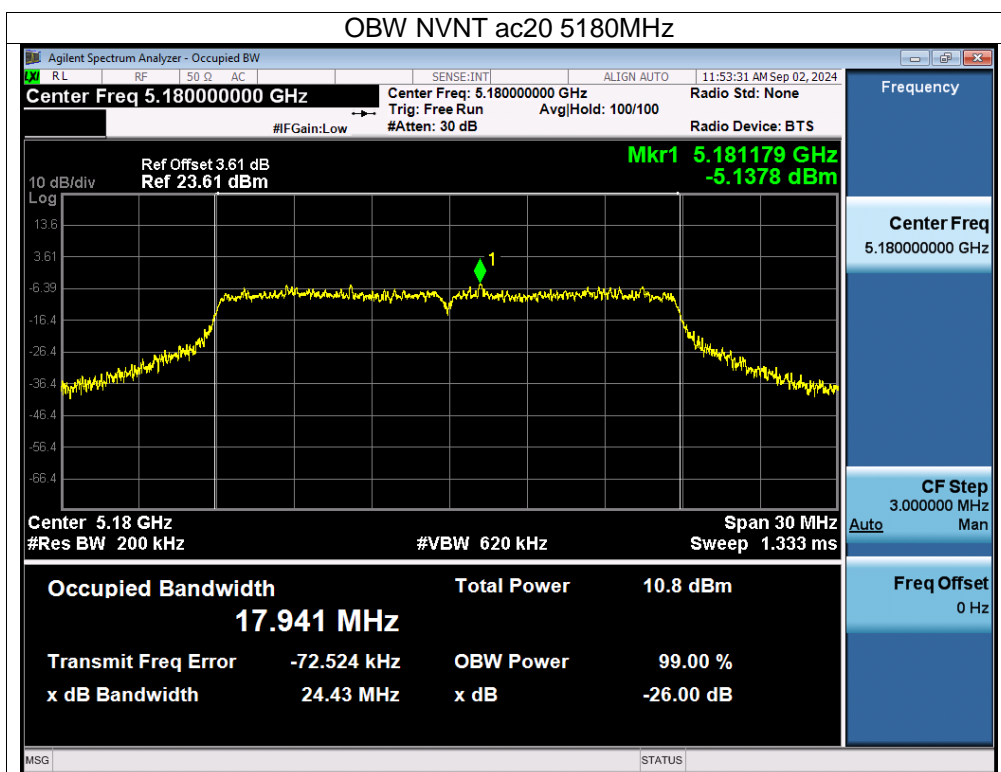 OBW NVNT ac20 5180MHz
Agilent Spectrum Analyzer - Occupied BW
LXI RL RF 50 Ω AC SENSE:INT ALIGN AUTO 11:53:31 AM Sep 02, 2024
Center Freq 5.180000000 GHz Center Freq: 5.180000000 GHz Radio Std: None
Trig: Free Run Avg|Hold: 100/100
#IFGain:Low #Atten: 30 dB Radio Device: BTS
Frequency
Mkr1 5.181179 GHz
-5.1378 dBm
Ref Offset 3.61 dB
10 dB/div Ref 23.61 dBm
Log
13.6
3.61
-6.39
-16.4
-26.4
-36.4
-46.4
-56.4
-66.4
1
Center Freq
5.180000000 GHz
CF Step
3.000000 MHz
Auto Man
Center 5.18 GHz Span 30 MHz
#Res BW 200 kHz #VBW 620 kHz Sweep 1.333 ms
Freq Offset
0 Hz
Occupied Bandwidth Total Power 10.8 dBm
17.941 MHz
Transmit Freq Error -72.524 kHz OBW Power 99.00 %
x dB Bandwidth 24.43 MHz x dB -26.00 dB
MSG STATUS